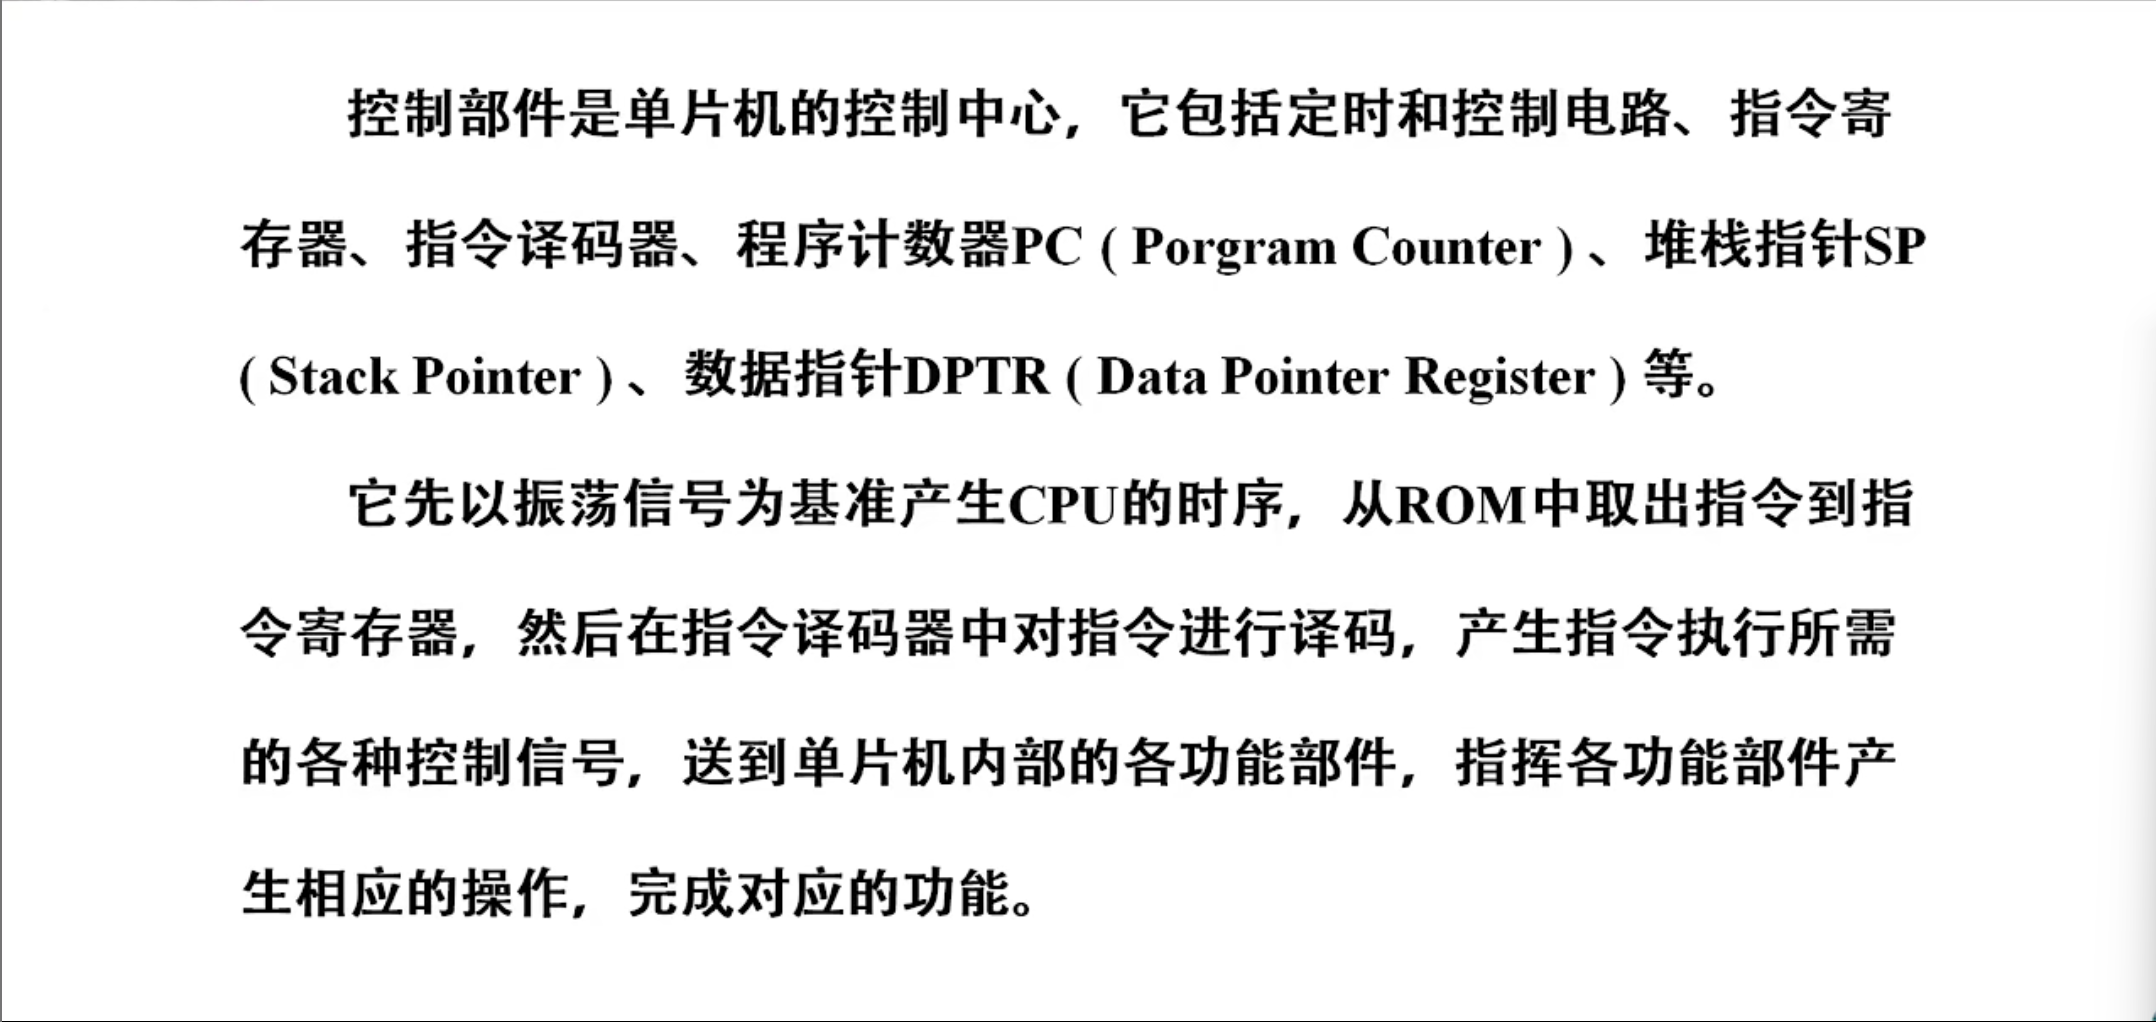 控制部件是单片机的控制中心，它包括定时和控制电路、指令寄
存器、指令译码器、程序计数器PC ( Porgram Counter ) 、堆栈指针SP
( Stack Pointer ) 、数据指针DPTR ( Data Pointer Register ) 等。
它先以振荡信号为基准产生CPU的时序，从ROM中取出指令到指
令寄存器，然后在指令译码器中对指令进行译码，产生指令执行所需
的各种控制信号，送到单片机内部的各功能部件，指挥各功能部件产
生相应的操作，完成对应的功能。